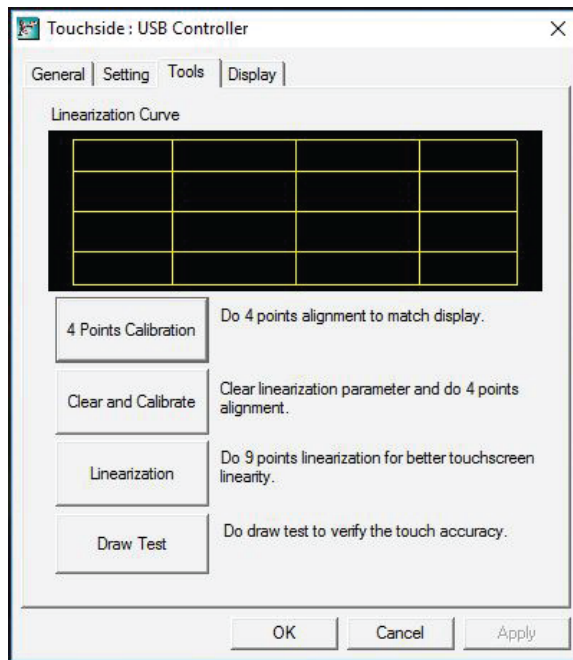 Touchside : USB Controller
General Setting Tools Display
Linearization Curve
4 Points Calibration
Do 4 points alignment to match display.
Clear and Calibrate
Clear linearization parameter and do 4 points
alignment.
Linearization
Do 9 points linearization for better touchscreen
linearity.
Draw Test
Do draw test to verify the touch accuracy.
OK Cancel Apply